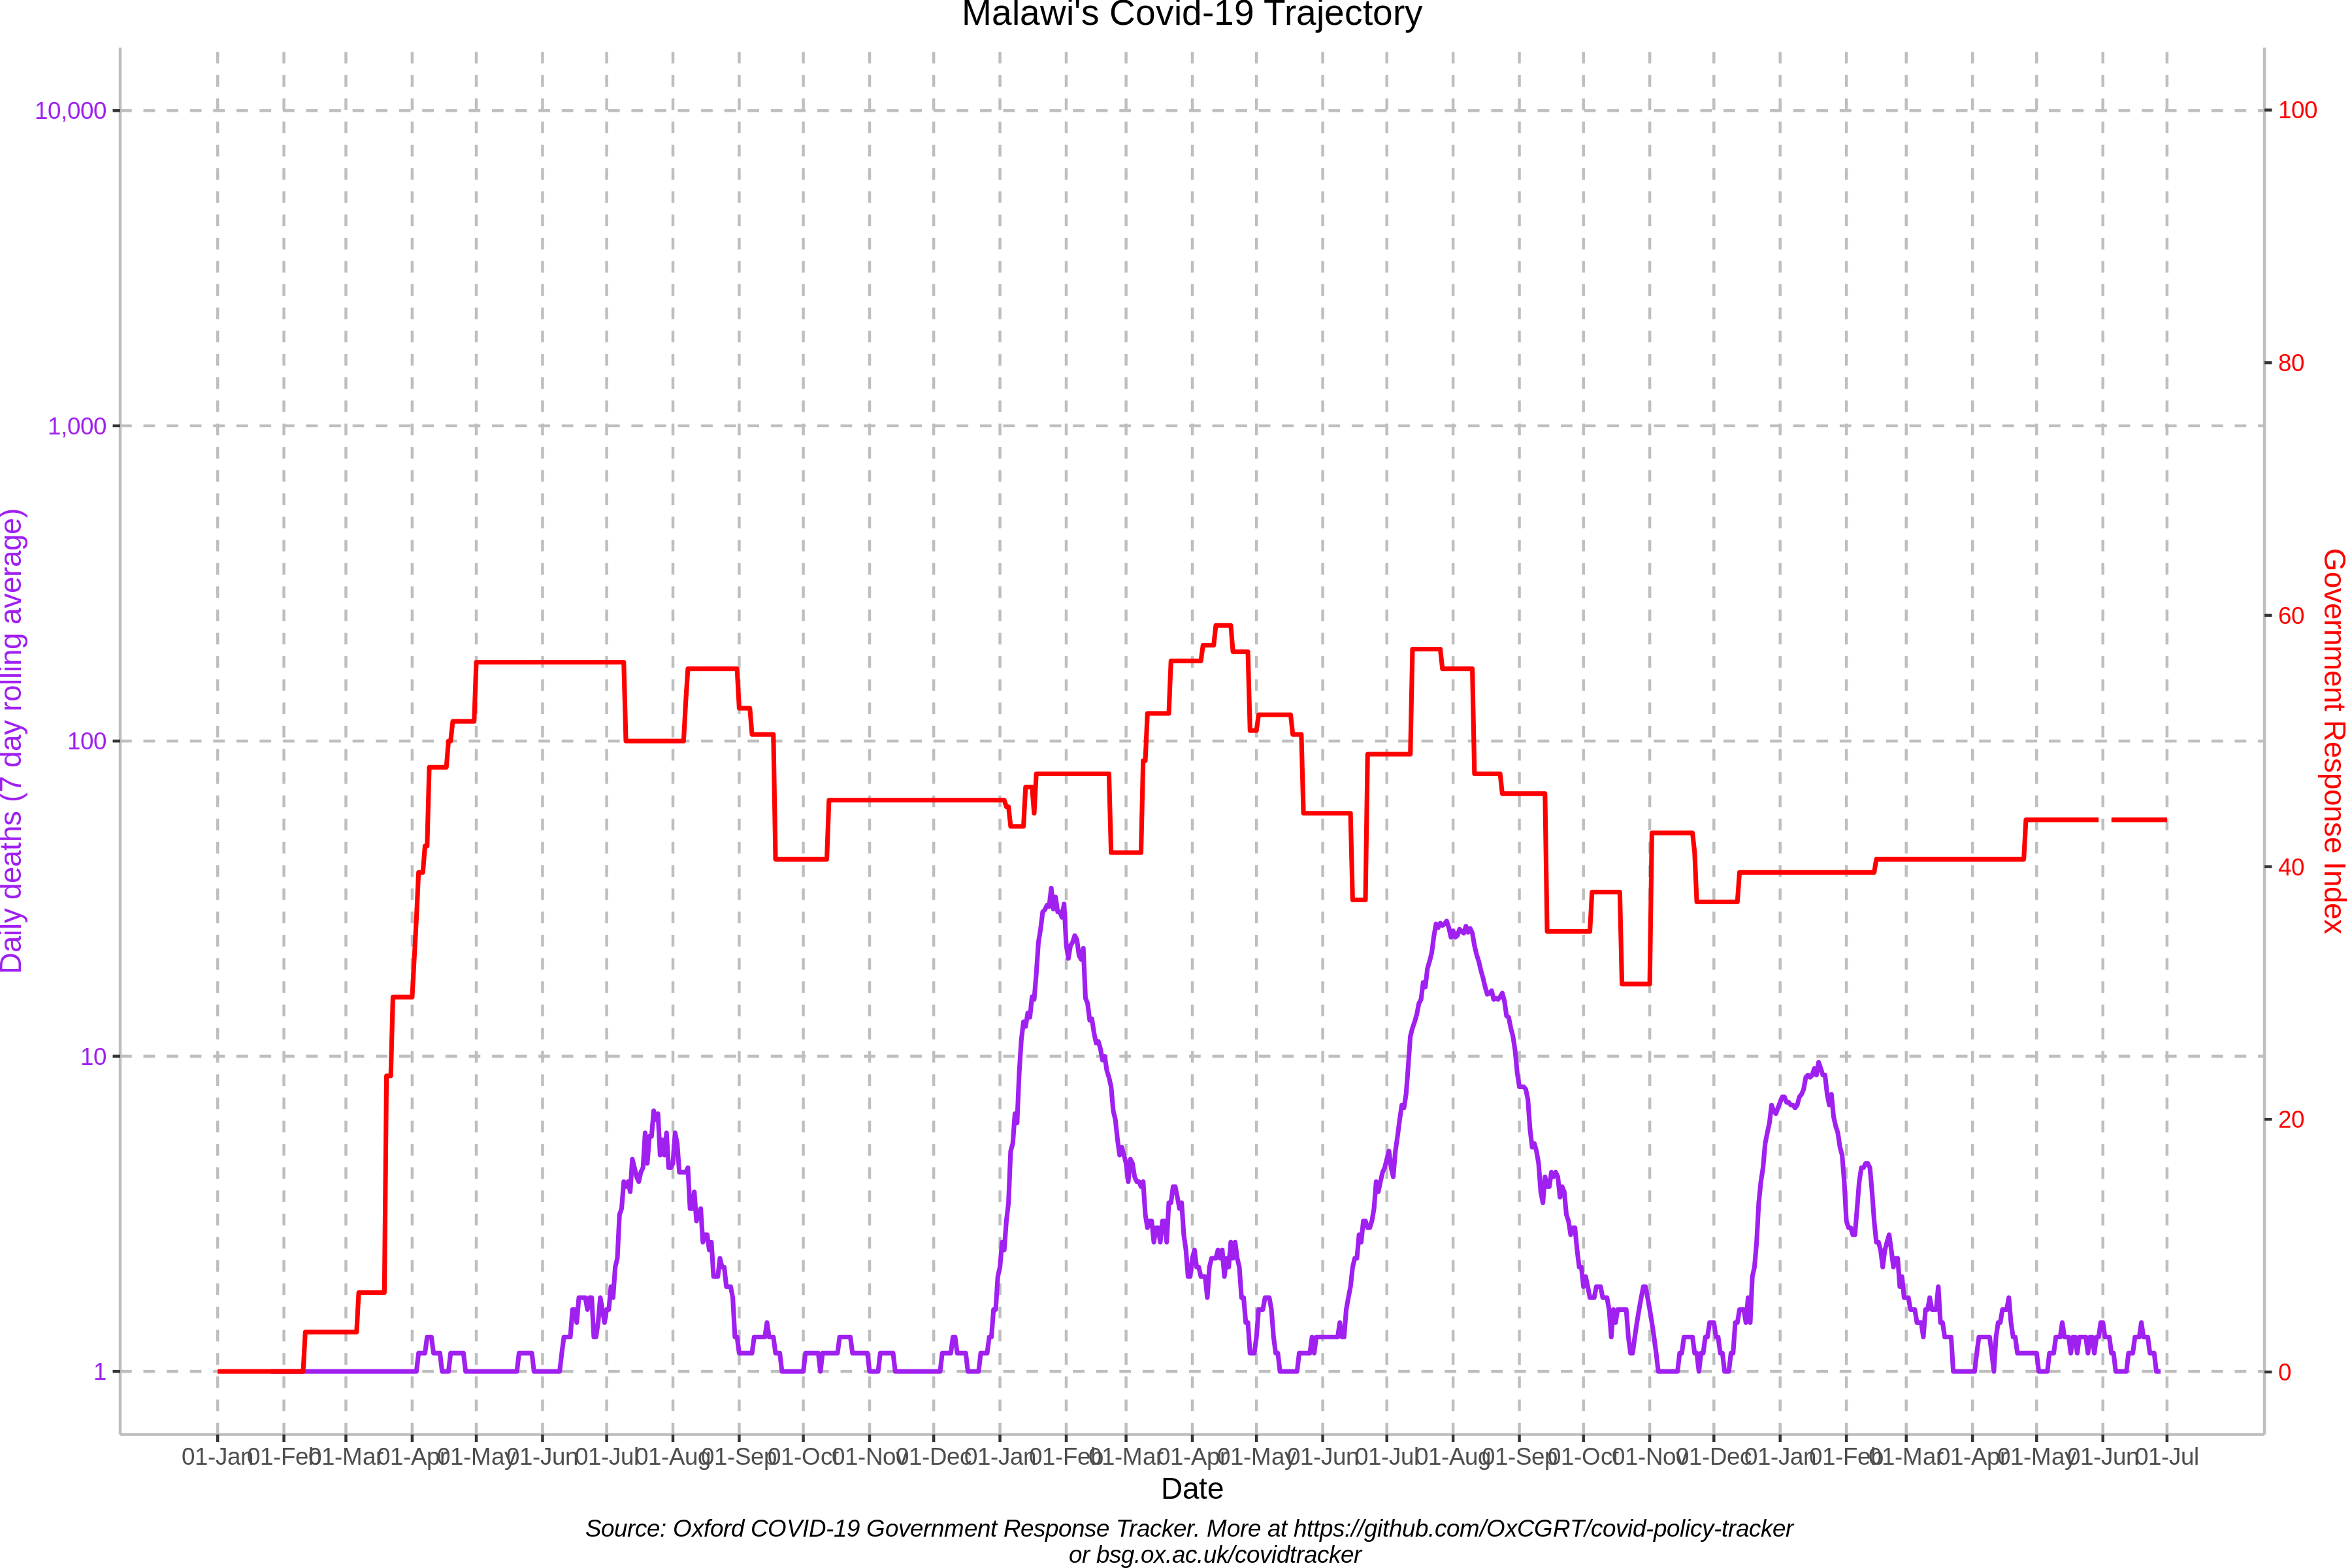 Malawi's Covid-19 Trajectory
Daily deaths (7 day rolling average)
10,000
1,000
100
10
1
100
80
60
40
20
0
Government Response Index
01-Jan 01-Feb 01-Mar 01-Apr 01-May 01-Jun 01-Jul 01-Aug 01-Sep 01-Oct 01-Nov 01-Dec 01-Jan 01-Feb 01-Mar 01-Apr 01-May 01-Jun 01-Jul 01-Aug 01-Sep 01-Oct 01-Nov 01-Dec 01-Jan 01-Feb 01-Mar 01-Apr 01-May 01-Jun 01-Jul
Date
Source: Oxford COVID-19 Government Response Tracker. More at https://github.com/OxCGRT/covid-policy-tracker
or bsg.ox.ac.uk/covidtracker